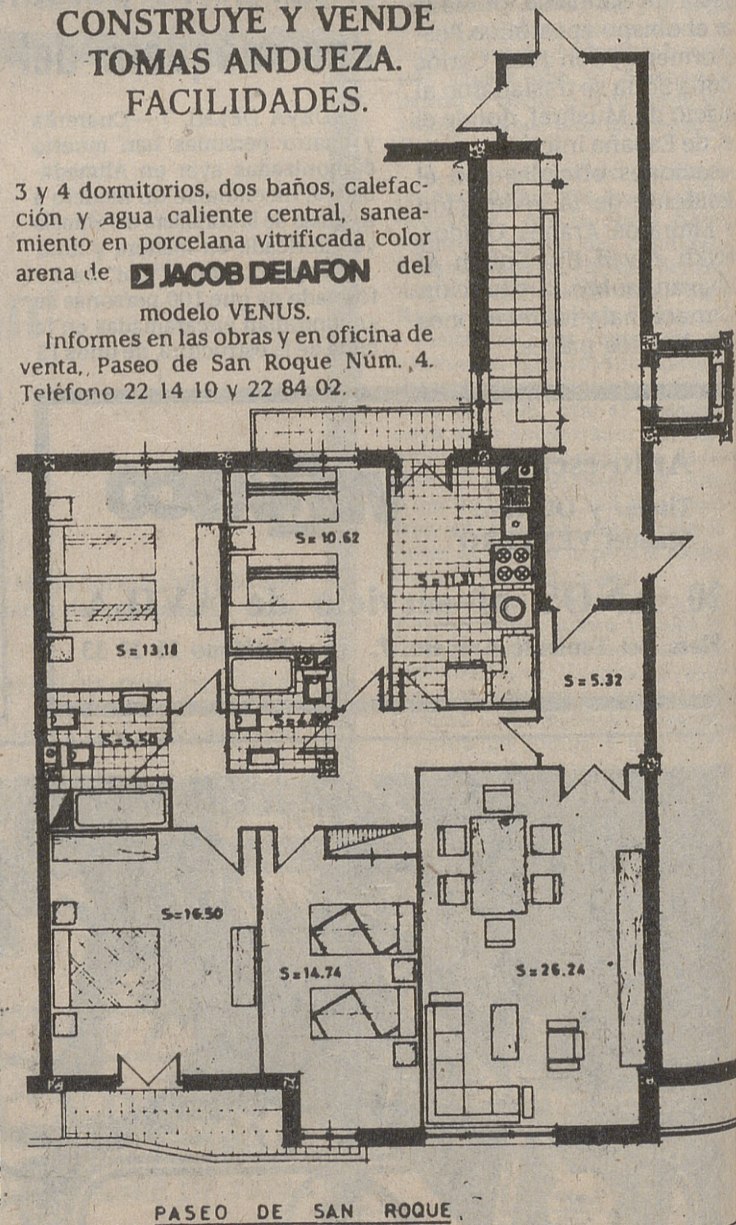 CONSTRUYE Y VENDE
TOMAS ANDUEZA.
FACILIDADES.
3 y 4 dormitorios, dos baños, calefac-
ción y agua caliente central, sanea-
miento en porcelana vitrificada color
arena de JACOB DELAFON del
modelo VENUS.
Informes en las obras y en oficina de
venta, Paseo de San Roque Núm. 4.
Teléfono 22 14 10 y 22 84 02.
S=10.62
S=11.31
S=13.18
S=5.32
S=5.50
S=16.50
S=14.74
S=26.24
PASEO DE SAN ROQUE